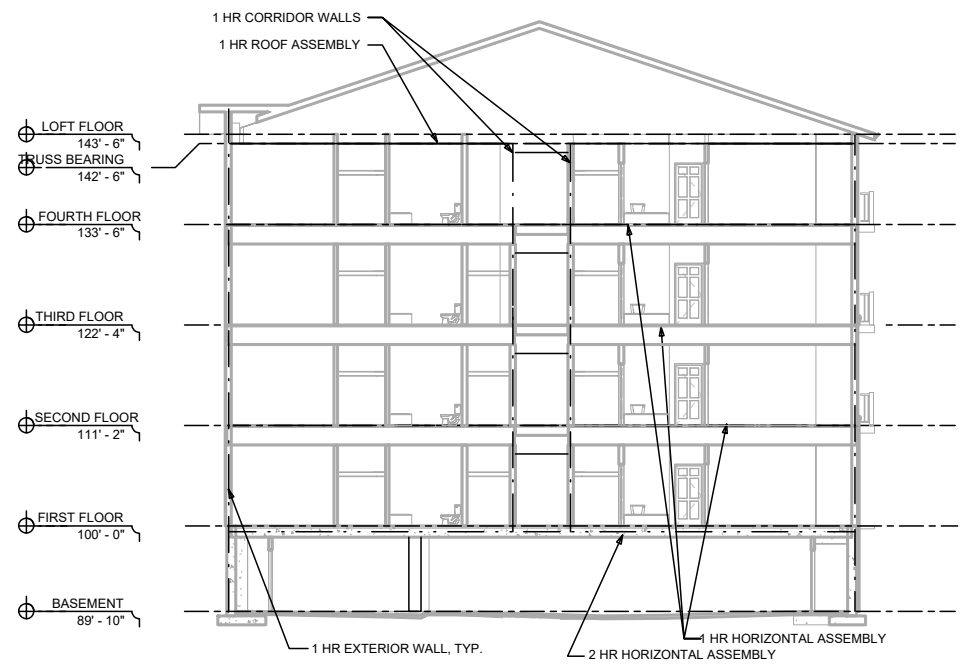 1 HR CORRIDOR WALLS
1 HR ROOF ASSEMBLY
LOFT FLOOR
143' - 6"
TRUSS BEARING
142' - 6"
FOURTH FLOOR
133' - 6"
THIRD FLOOR
122' - 4"
SECOND FLOOR
111' - 2"
FIRST FLOOR
100' - 0"
BASEMENT
89' - 10"
1 HR EXTERIOR WALL, TYP.
1 HR HORIZONTAL ASSEMBLY
2 HR HORIZONTAL ASSEMBLY